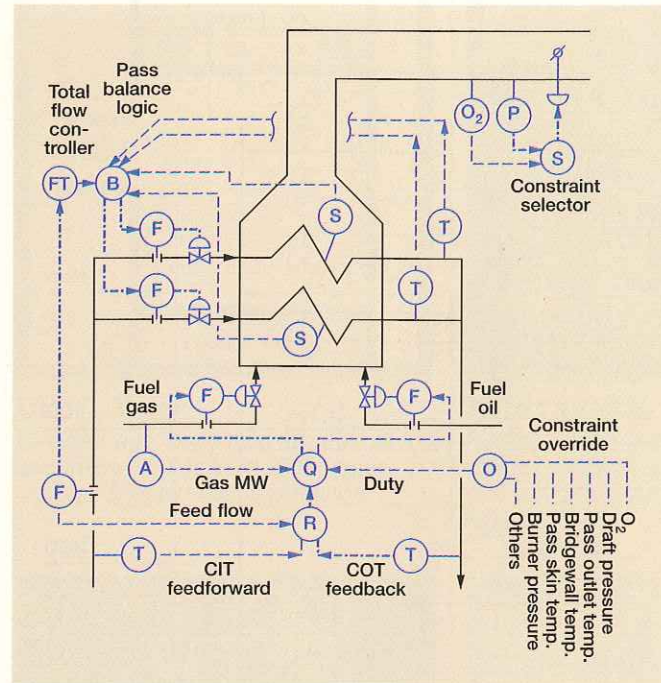 Pass
balance
logic
Total
flow
con-
troller
O₂
P
S
Constraint
selector
FT
B
F
S
T
F
T
S
Fuel
gas
F
F
Fuel
oil
A
Gas MW
Q
Duty
O
Constraint
override
F
Feed flow
R
T
CIT
feedforward
COT
feedback
T
Others
Burner pressure
Pass skin temp.
Bridgewall temp.
Pass outlet temp.
Draft pressure
O₂